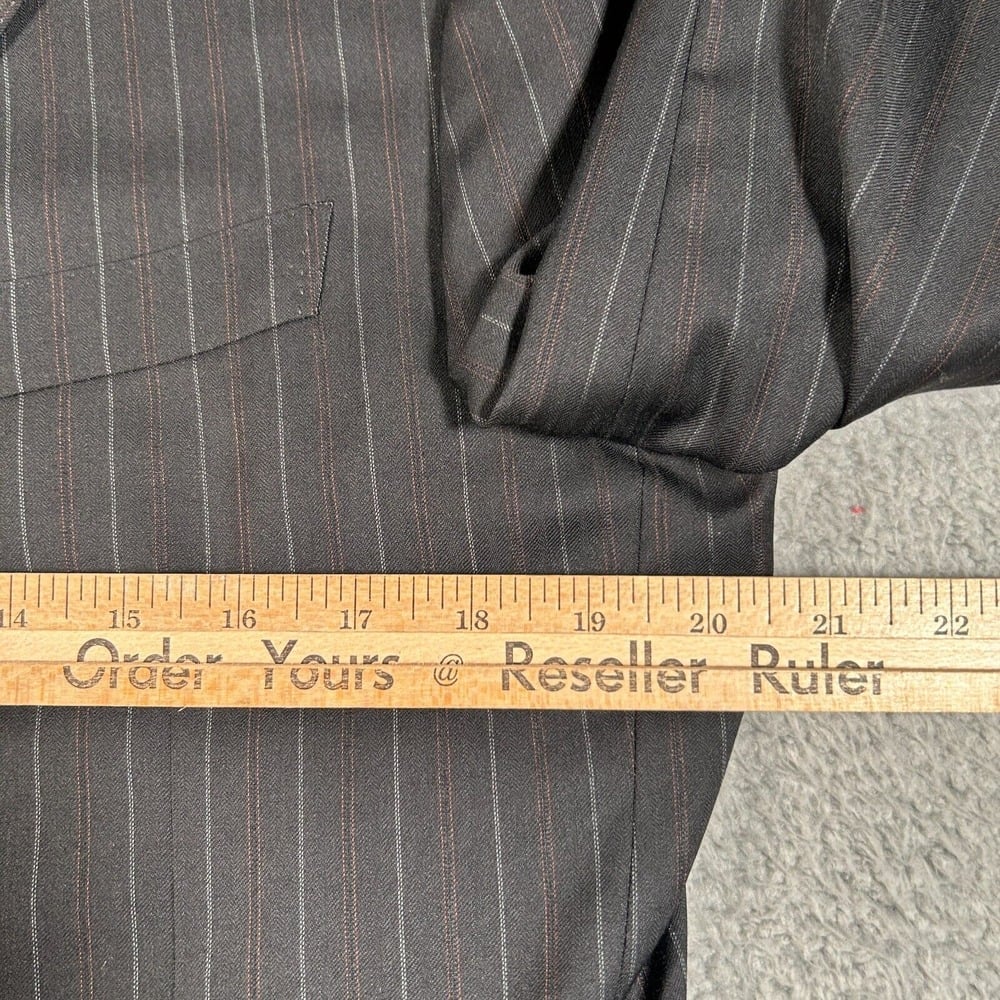 14 15 16 17 18 19 20 21 22
Order Yours @ Reseller Ruler